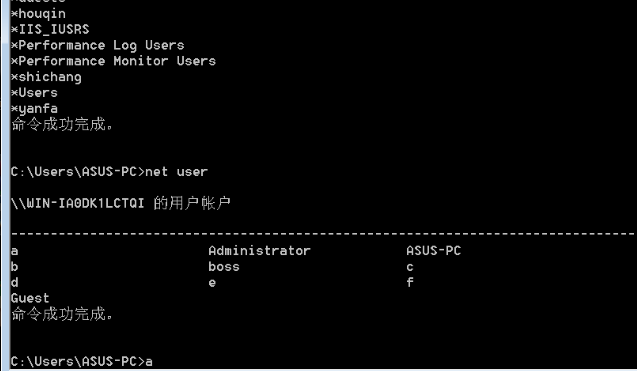 *houqin
*IIS_IUSRS
*Performance Log Users
*Performance Monitor Users
*shichang
*Users
*yanfa
命令成功完成。
C:\Users\ASUS-PC>net user
\\WIN-IA0DK1LCTQI 的用户帐户
-------------------------------------------------------------------------------
a Administrator ASUS-PC
b boss c
d e f
Guest
命令成功完成。
C:\Users\ASUS-PC>a